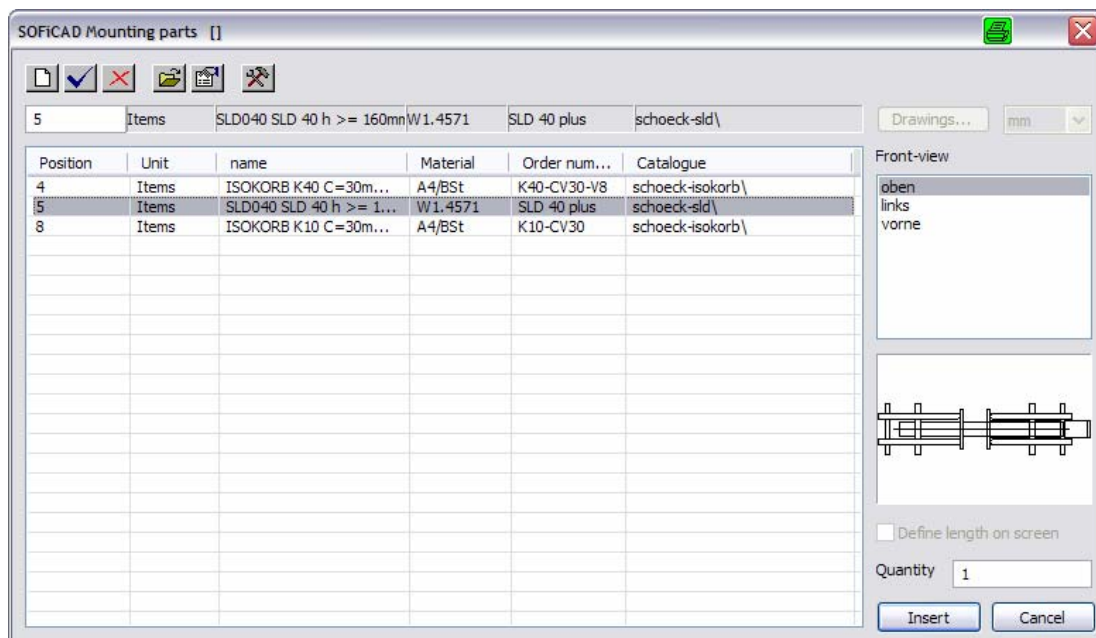 SOFiCAD Mounting parts []
5 Items SLD040 SLD 40 h >= 160mm W1.4571 SLD 40 plus schoeck-sld\ Drawings... mm
Position Unit name Material Order num... Catalogue
4 Items ISOKORB K40 C=30m... A4/BSt K40-CV30-V8 schoeck-isokorb\
5 Items SLD040 SLD 40 h >= 1... W1.4571 SLD 40 plus schoeck-sld\
8 Items ISOKORB K10 C=30m... A4/BSt K10-CV30 schoeck-isokorb\
Front-view
oben
links
vorne
Define length on screen
Quantity 1
Insert Cancel